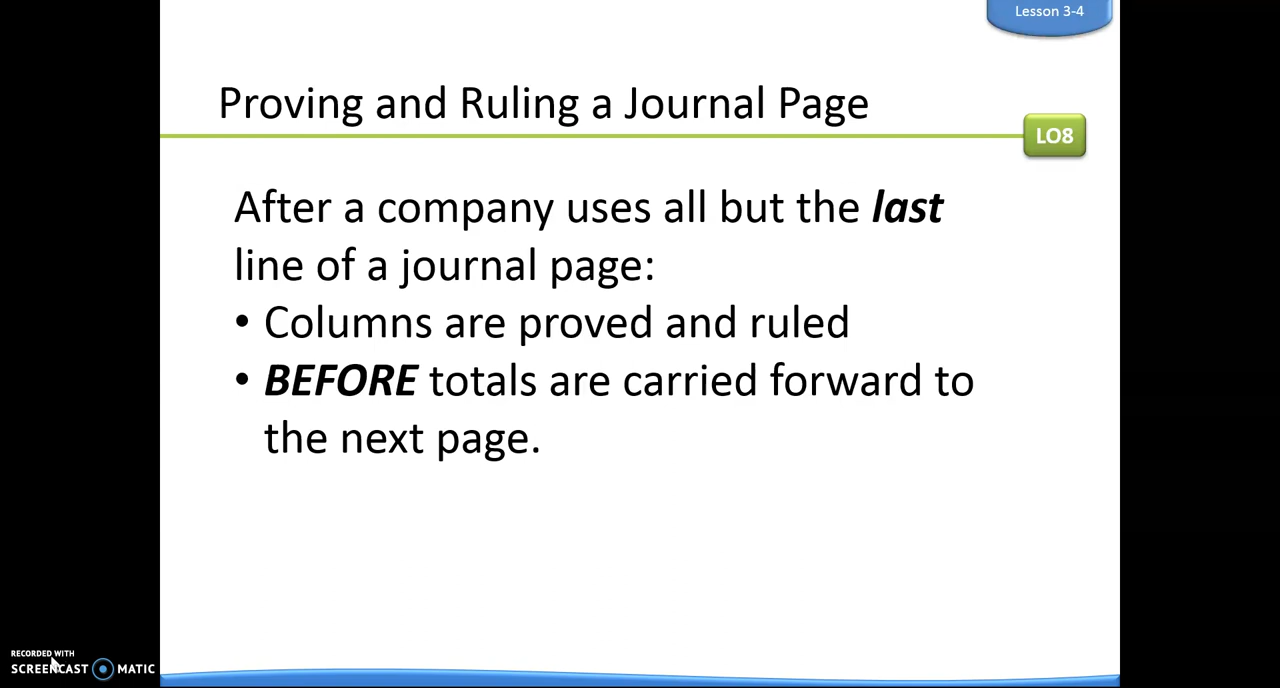 Lesson 3-4
Proving and Ruling a Journal Page
LO8
After a company uses all but the last
line of a journal page:
• Columns are proved and ruled
• BEFORE totals are carried forward to
the next page.
RECORDED WITH
SCREENCAST MATIC